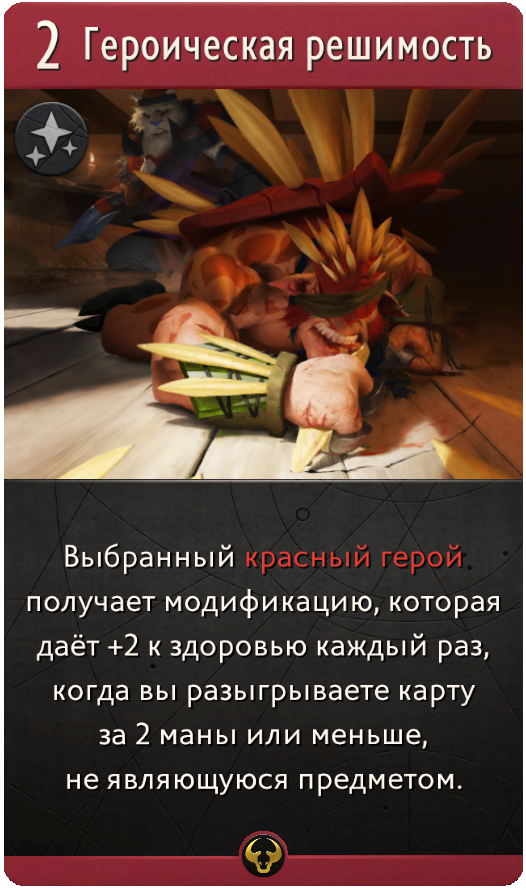 2 Героическая решимость
Выбранный красный герой
получает модификацию, которая
даёт +2 к здоровью каждый раз,
когда вы разыгрываете карту
за 2 маны или меньше,
не являющуюся предметом.